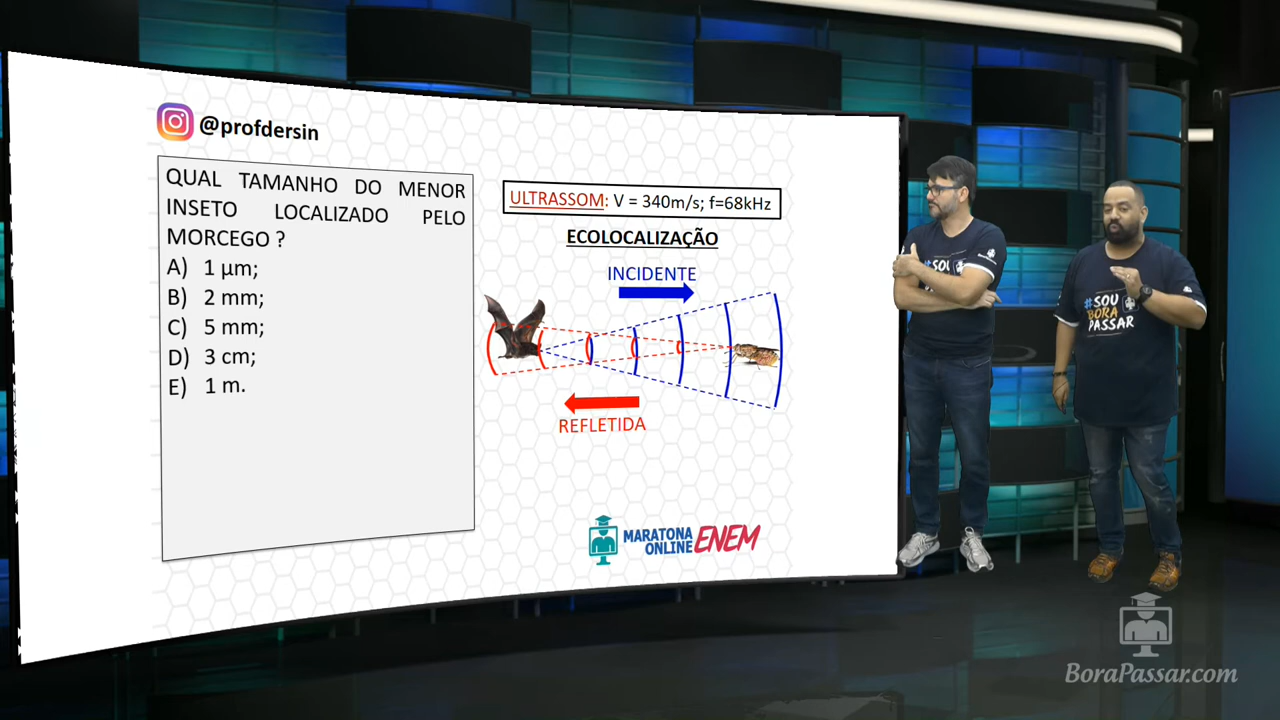 @profdersin
QUAL TAMANHO DO MENOR
INSETO LOCALIZADO PELO
MORCEGO ?
A) 1 µm;
B) 2 mm;
C) 5 mm;
D) 3 cm;
E) 1 m.
ULTRASSOM: V = 340m/s; f=68kHz
ECOLOCALIZAÇÃO
INCIDENTE
REFLETIDA
MARATONA
ONLINE ENEM
#SOU
#SOU
BORA
PASSAR
BoraPassar.com